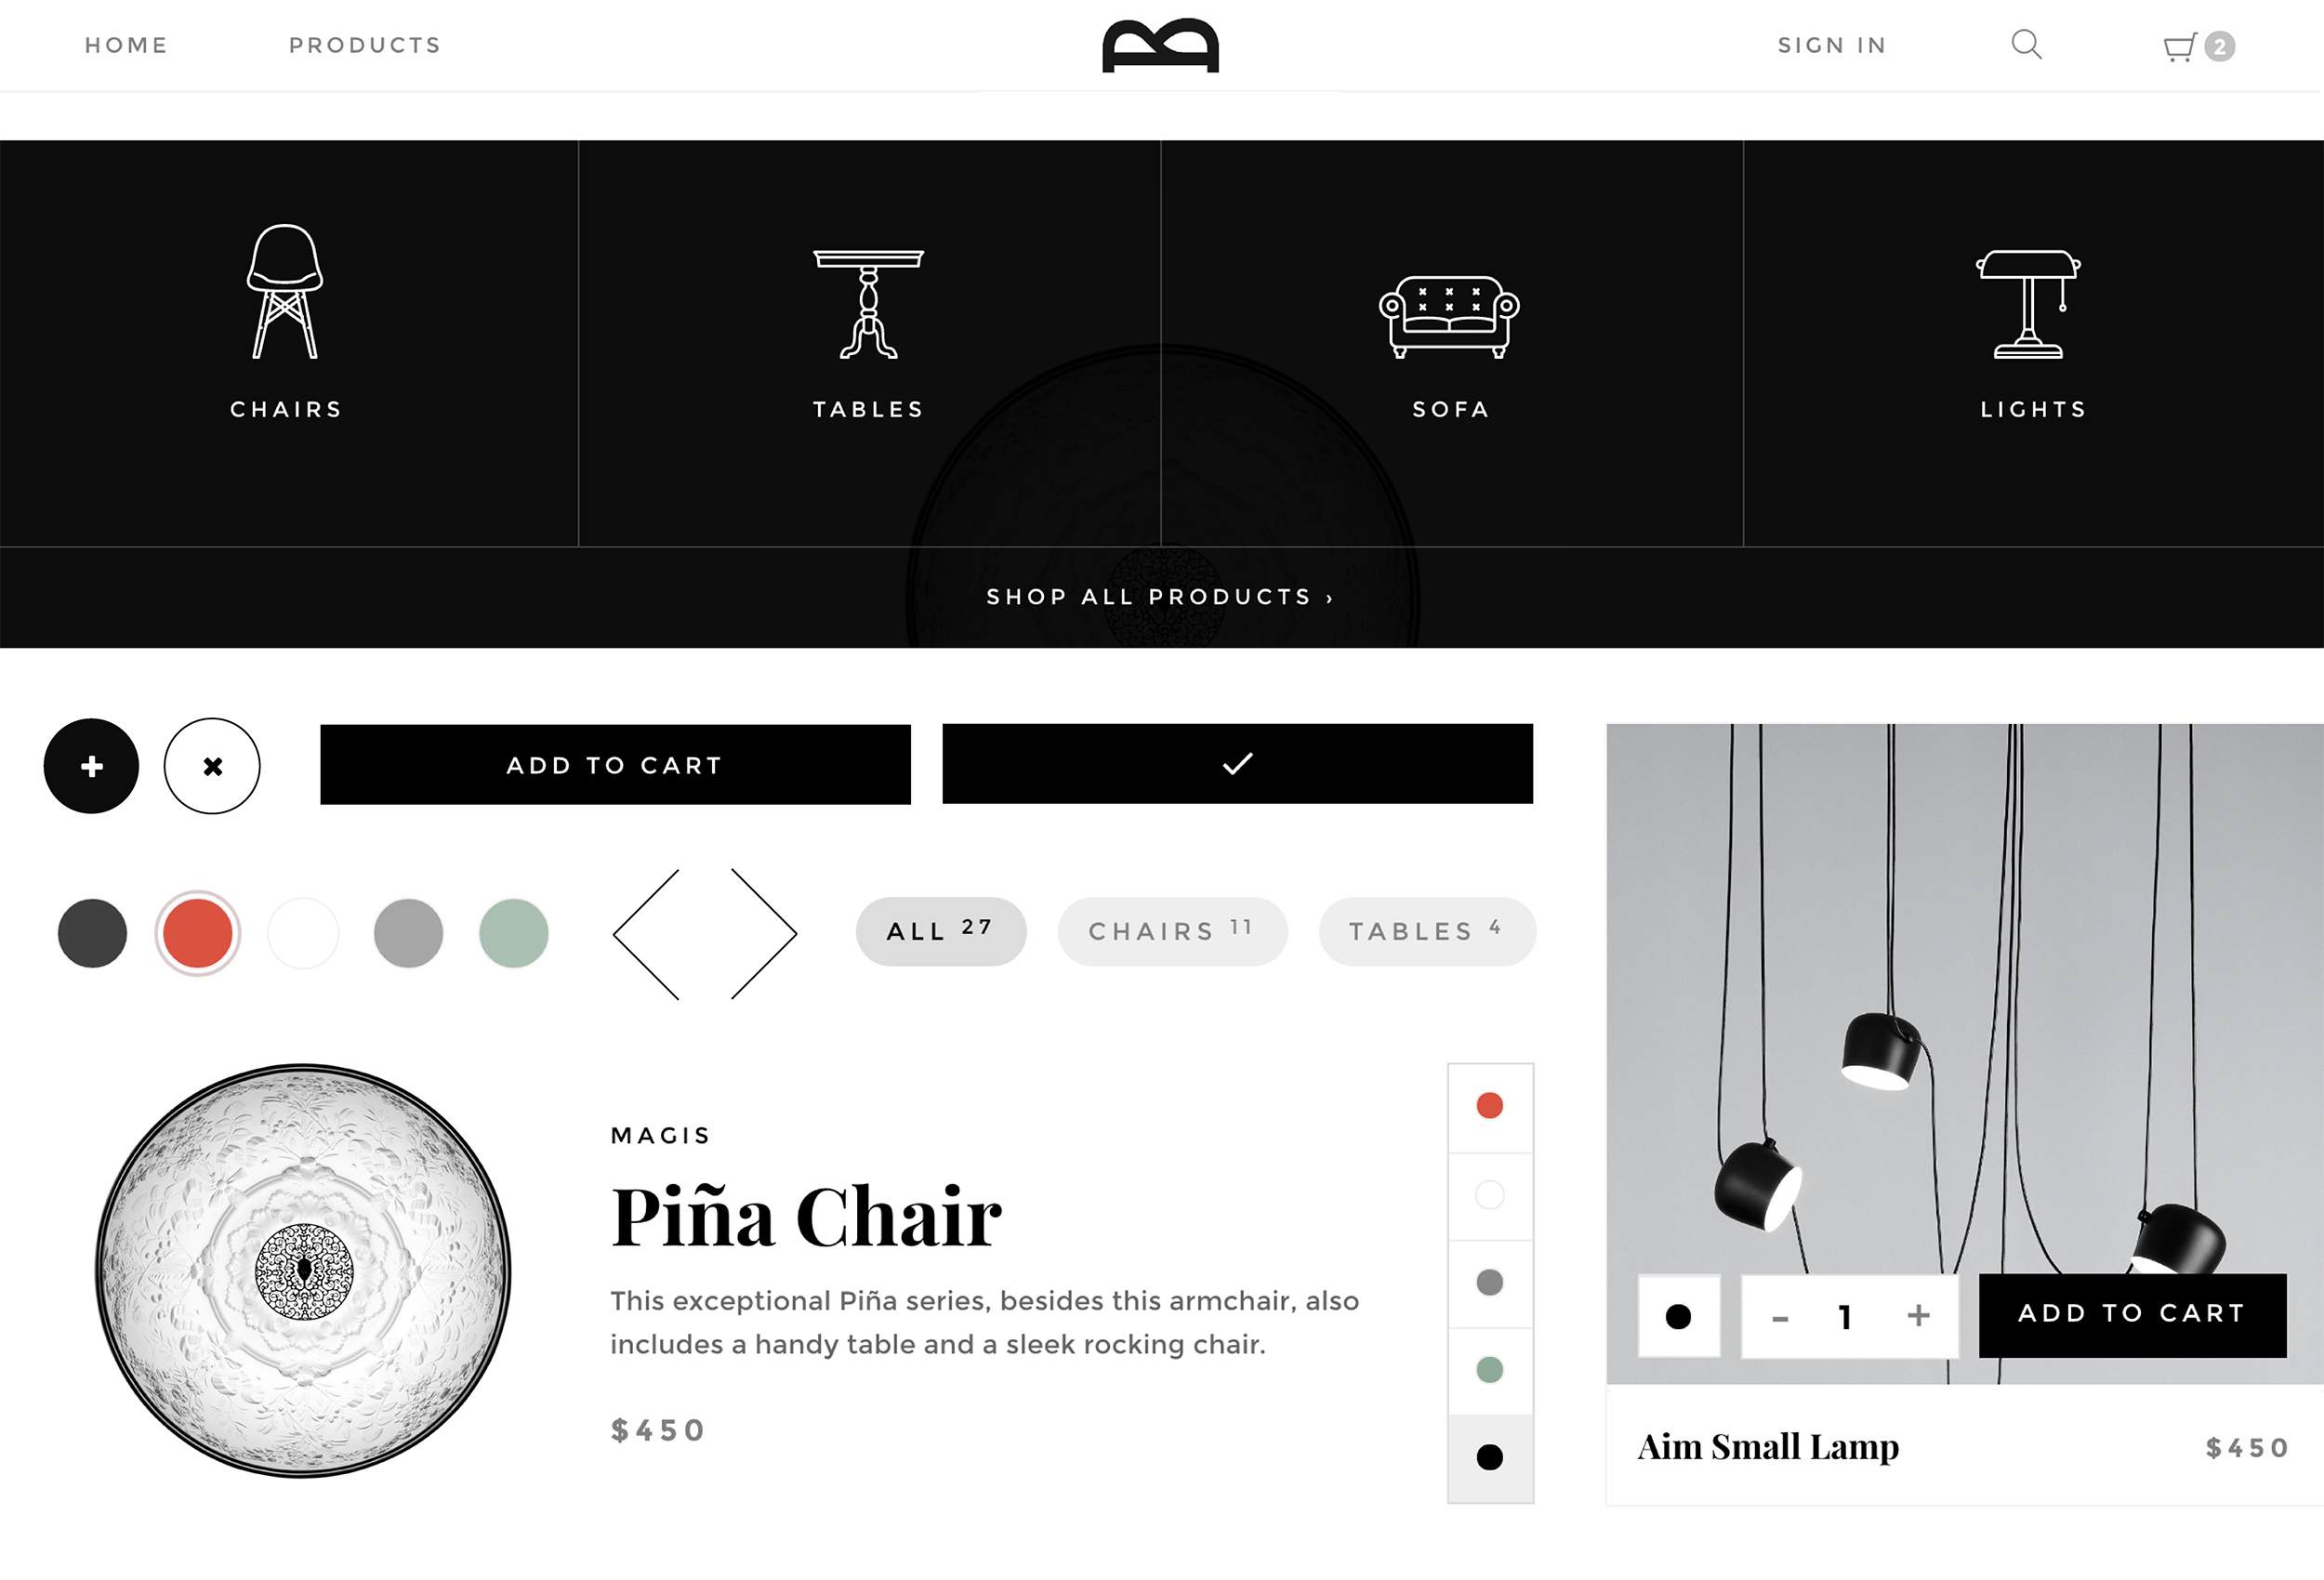 HOME PRODUCTS B SIGN IN 2
CHAIRS TABLES SOFA LIGHTS
SHOP ALL PRODUCTS ›
ADD TO CART
ALL 27 CHAIRS 11 TABLES 4
MAGIS
Piña Chair
This exceptional Piña series, besides this armchair, also
includes a handy table and a sleek rocking chair.
$450
- 1 + ADD TO CART
Aim Small Lamp $450